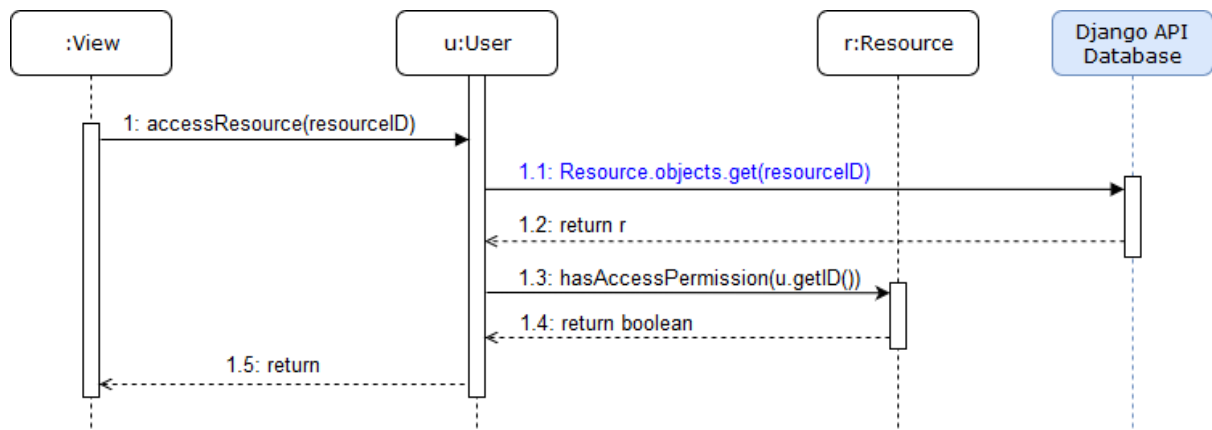 :View
u:User
r:Resource
Django API
Database
1: accessResource(resourceID)
1.1: Resource.objects.get(resourceID)
1.2: return r
1.3: hasAccessPermission(u.getID())
1.4: return boolean
1.5: return